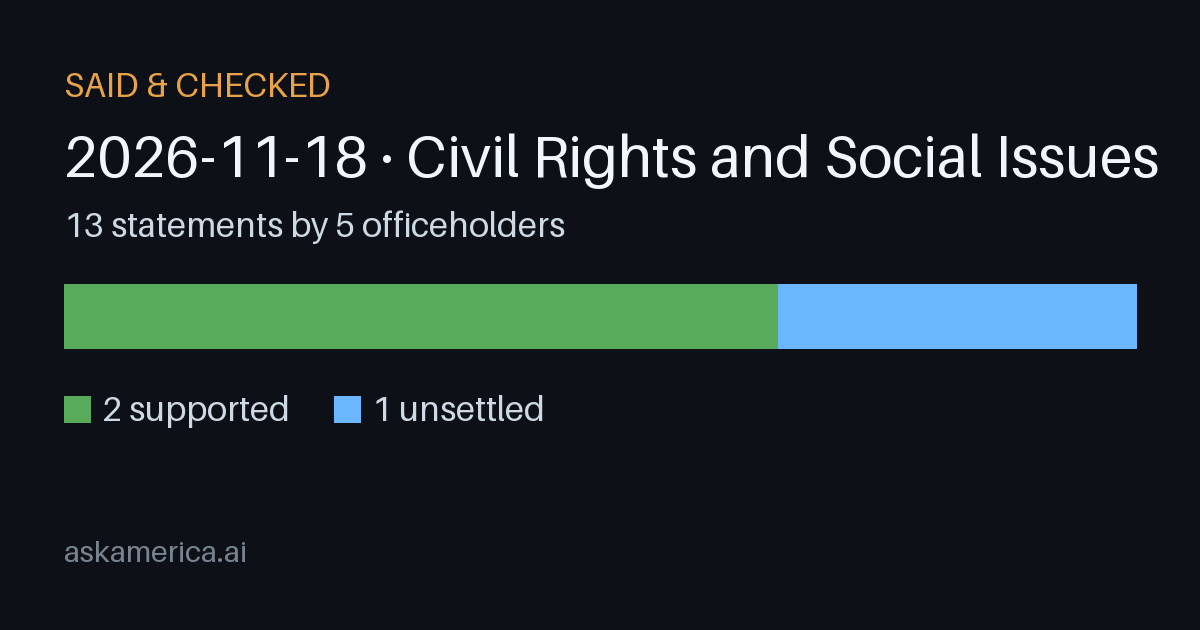 SAID & CHECKED
2026-11-18 · Civil Rights and Social Issues
13 statements by 5 officeholders
2 supported
1 unsettled
askamerica.ai